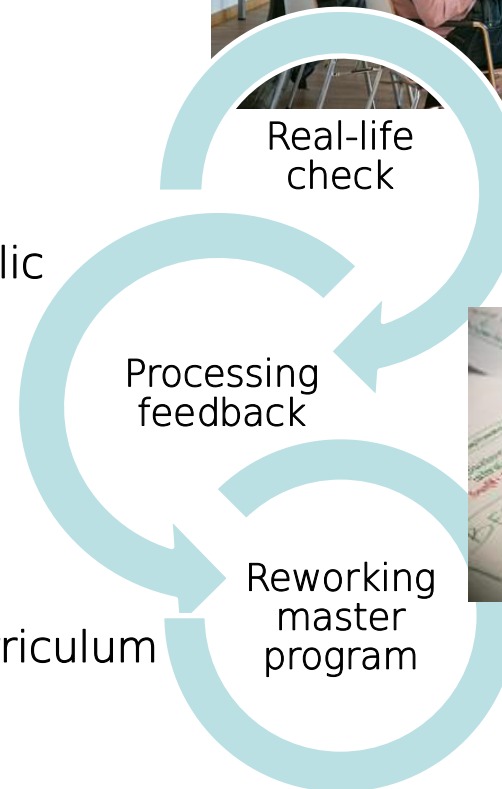 Real-life
check
lic
Processing
feedback
Reworking
master
program
riculum